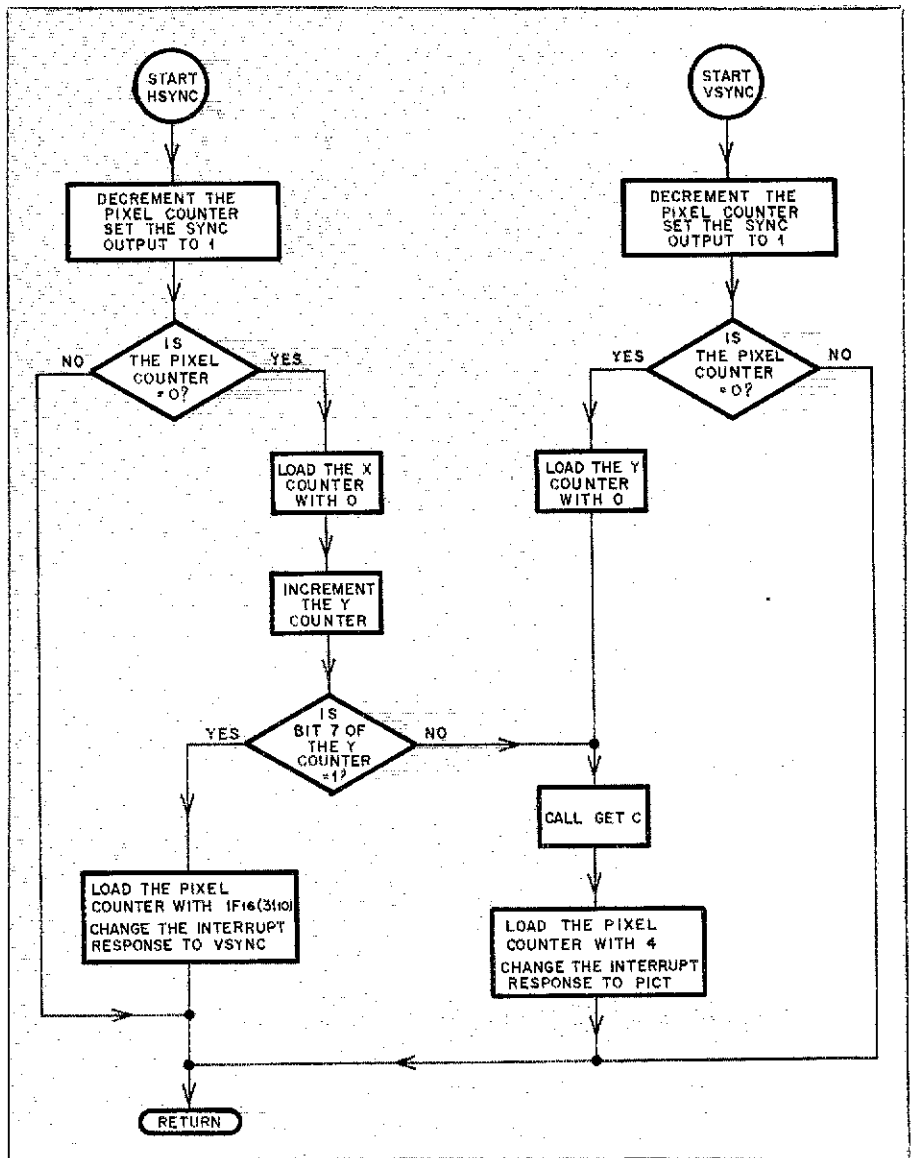 START
HSYNC
DECREMENT THE
PIXEL COUNTER
SET THE SYNC
OUTPUT TO 1
IS
THE PIXEL
COUNTER
=0?
NO
YES
LOAD THE X
COUNTER
WITH 0
INCREMENT
THE Y
COUNTER
IS
BIT 7 OF
THE Y
COUNTER
=1?
YES
NO
LOAD THE PIXEL
COUNTER WITH 1F16(3110)
CHANGE THE INTERRUPT
RESPONSE TO VSYNC
START
VSYNC
DECREMENT THE
PIXEL COUNTER
SET THE SYNC
OUTPUT TO 1
IS
THE PIXEL
COUNTER
=0?
YES
NO
LOAD THE Y
COUNTER
WITH 0
CALL GET C
LOAD THE PIXEL
COUNTER WITH 4
CHANGE THE INTERRUPT
RESPONSE TO PICT
RETURN